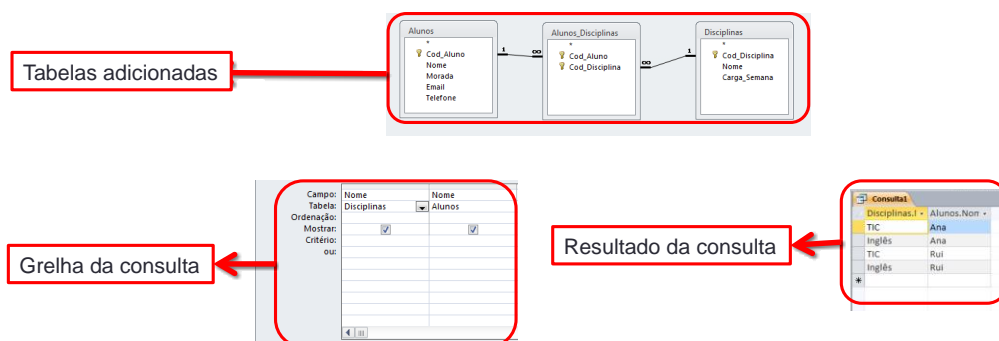 Tabelas adicionadas
Alunos
*
Cod_Aluno
Nome
Morada
Email
Telefone
1
∞
Alunos_Disciplinas
*
Cod_Aluno
Cod_Disciplina
∞
1
Disciplinas
*
Cod_Disciplina
Nome
Carga_Semana
Grelha da consulta
Campo: Nome Nome
Tabela: Disciplinas Alunos
Ordenação:
Mostrar:
Critério:
ou:
Resultado da consulta
Consulta1
Disciplinas.I Alunos.Nom
TIC Ana
Inglês Ana
TIC Rui
Inglês Rui
*